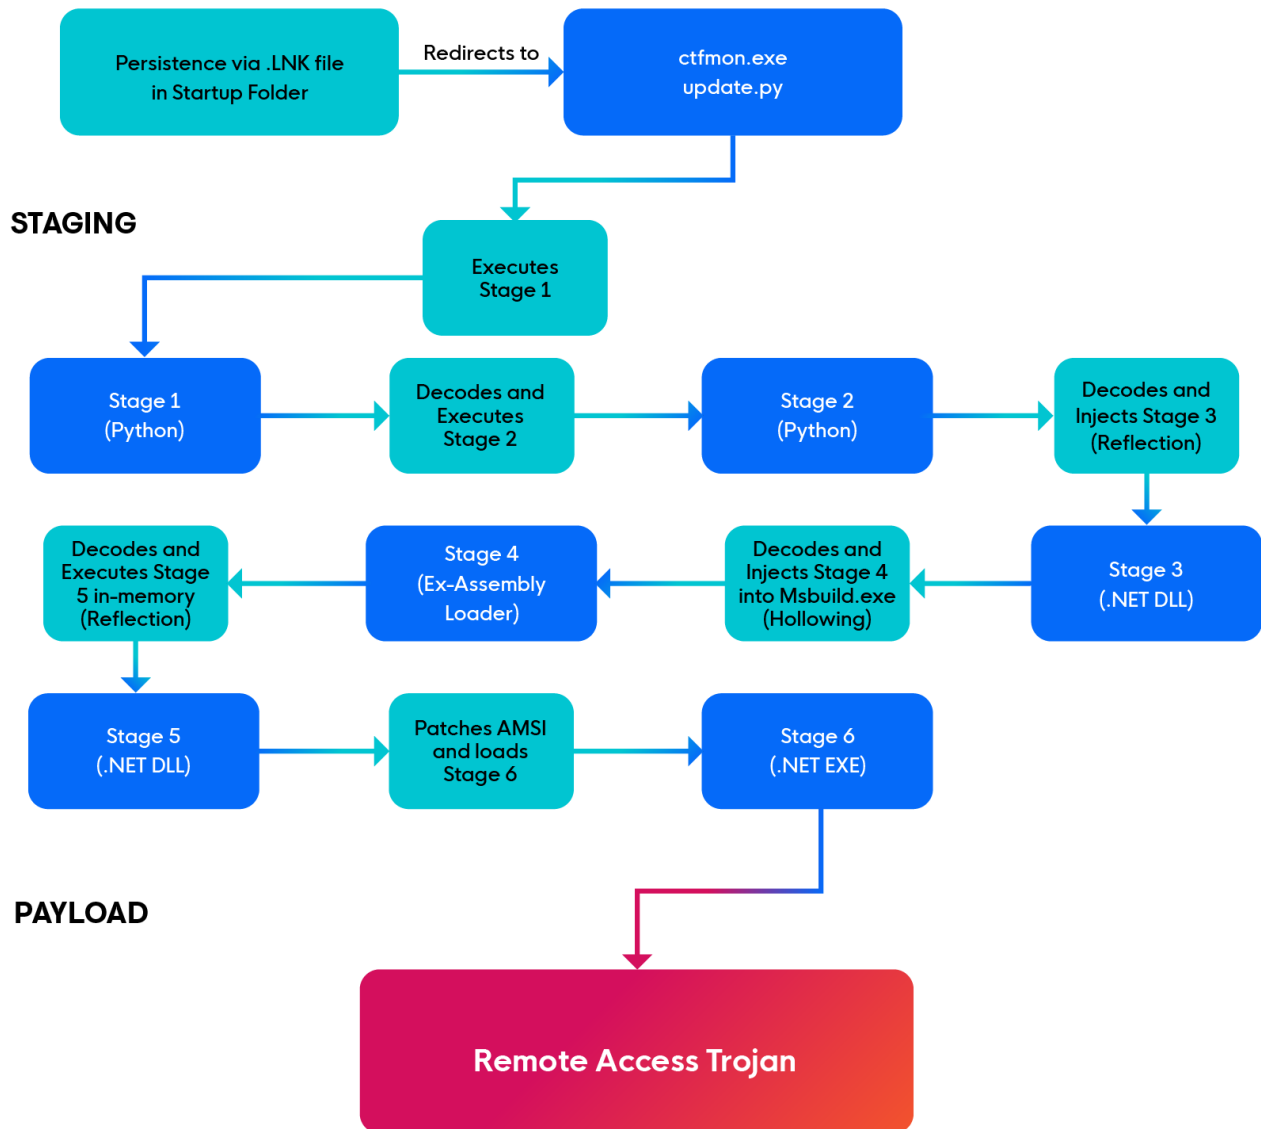 Persistence via .LNK file
in Startup Folder
Redirects to
ctfmon.exe
update.py
STAGING
Executes
Stage 1
Stage 1
(Python)
Decodes and
Executes
Stage 2
Stage 2
(Python)
Decodes and
Injects Stage 3
(Reflection)
Stage 3
(.NET DLL)
Decodes and
Injects Stage 4
into Msbuild.exe
(Hollowing)
Stage 4
(Ex-Assembly
Loader)
Decodes and
Executes Stage
5 in-memory
(Reflection)
Stage 5
(.NET DLL)
Patches AMSI
and loads
Stage 6
Stage 6
(.NET EXE)
PAYLOAD
Remote Access Trojan